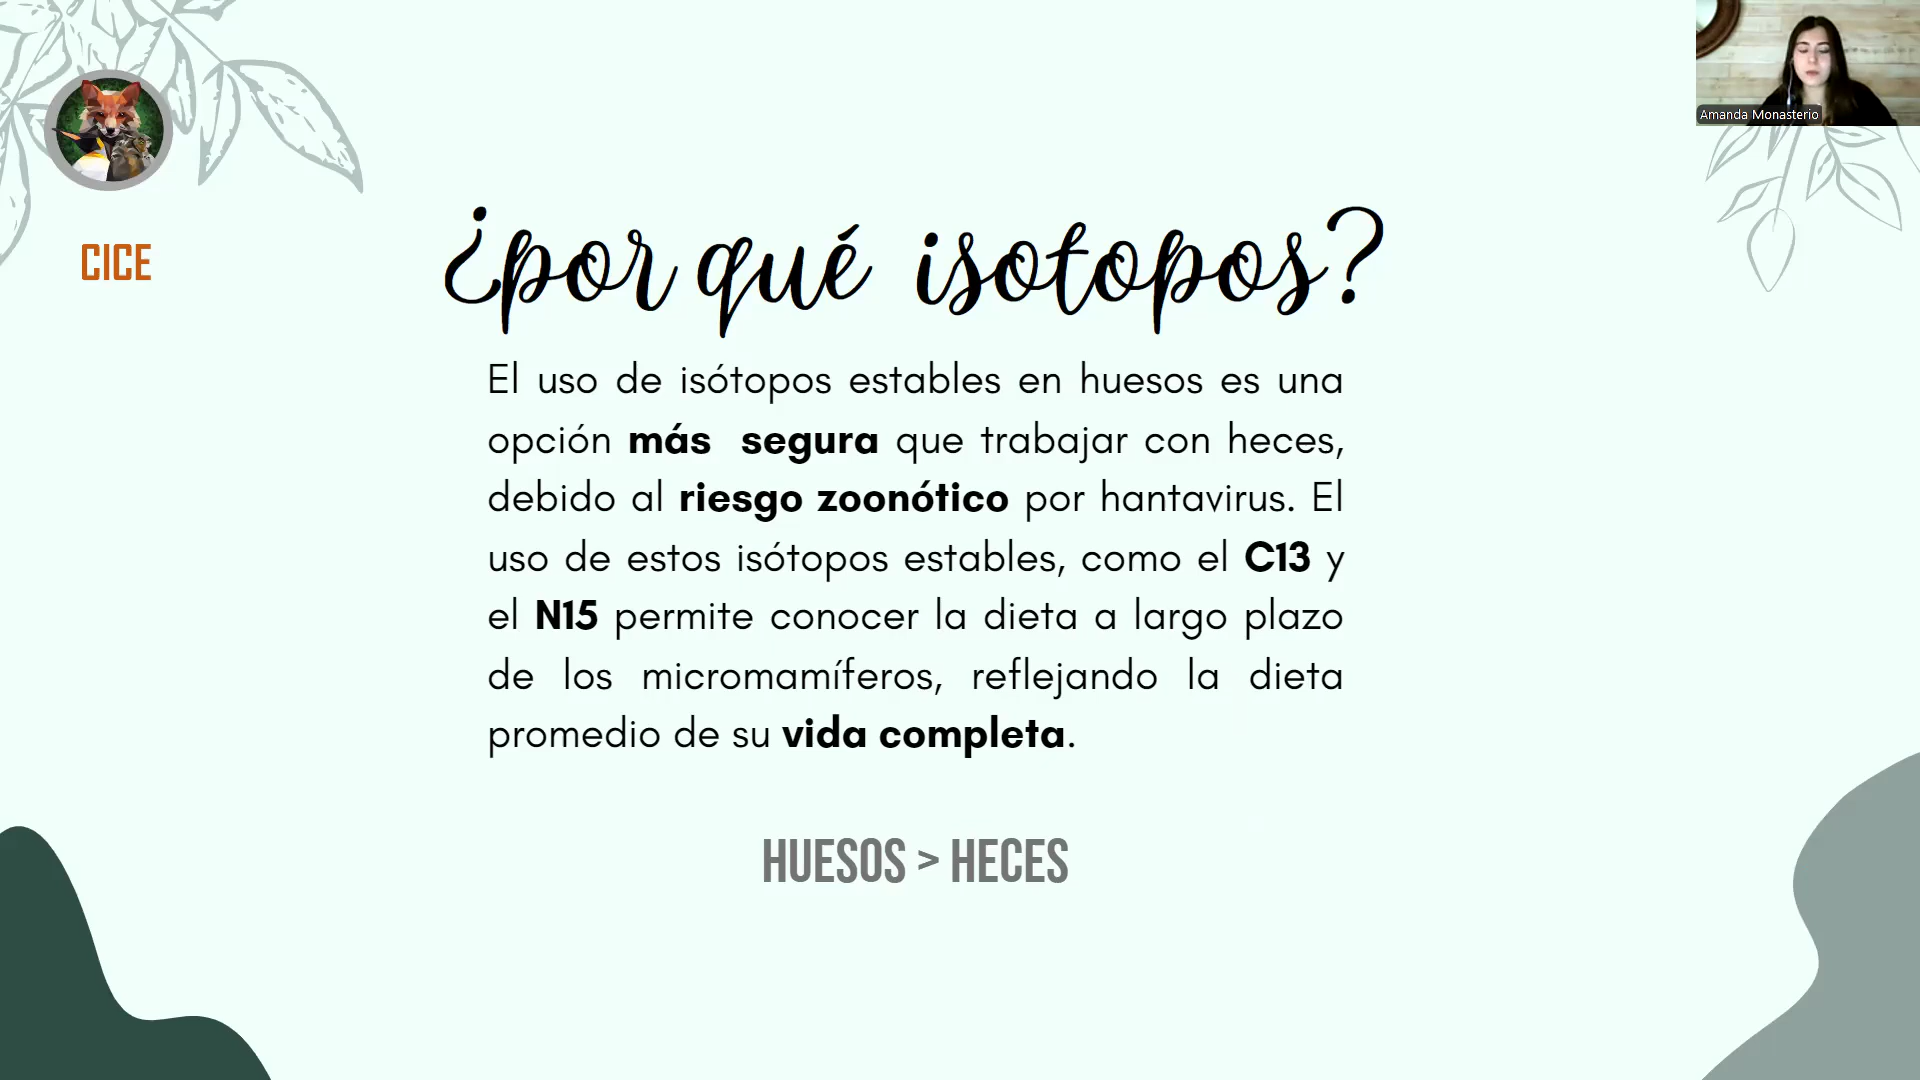 Amanda Monasterio
CICE
¿por qué isotopos?
El uso de isótopos estables en huesos es una
opción más segura que trabajar con heces,
debido al riesgo zoonótico por hantavirus. El
uso de estos isótopos estables, como el C13 y
el N15 permite conocer la dieta a largo plazo
de los micromamíferos, reflejando la dieta
promedio de su vida completa.
HUESOS > HECES